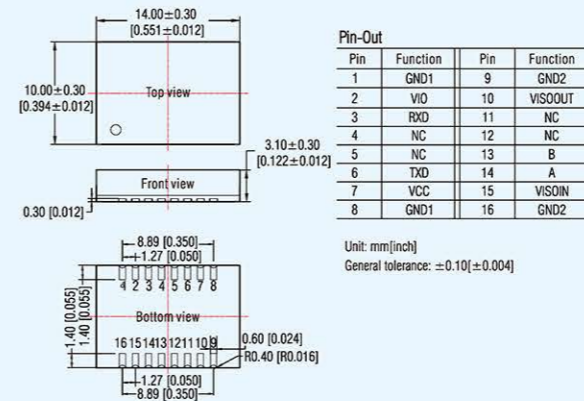 14.00±0.30
[0.551±0.012]
10.00±0.30
[0.394±0.012]
Top view
3.10±0.30
[0.122±0.012]
Front view
0.30 [0.012]
8.89 [0.350]
1.27 [0.050]
4 2 3 4 5 6 7 8
1.40 [0.055]
1.40 [0.055]
Bottom view
16 15 14 13 12 11 10 9
0.60 [0.024]
R0.40 [R0.016]
1.27 [0.050]
8.89 [0.350]
Pin-Out
Pin Function Pin Function
1 GND1 9 GND2
2 VIO 10 VISOOUT
3 RXD 11 NC
4 NC 12 NC
5 NC 13 B
6 TXD 14 A
7 VCC 15 VISOIN
8 GND1 16 GND2
Unit: mm[inch]
General tolerance: ±0.10[±0.004]